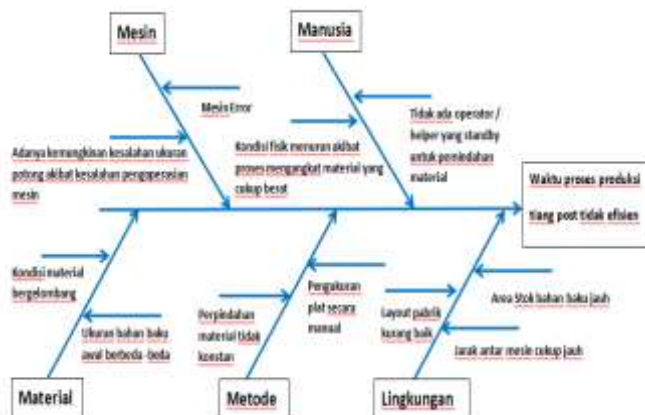 Mesin
Manusia
Mesin Error
Adanya kemungkinan kesalahan ukuran
potong akibat kesalahan pengoperasian
mesin
Kondisi fisik menurun akibat
proses mengangkat material yang
cukup berat
Tidak ada operator /
helper yang standby
untuk pemindahan
material
Waktu proses produksi
tiang post tidak efisien
Kondisi material
bergelombang
Ukuran bahan baku
awal berbeda -beda
Perpindahan
material tidak
konstan
Pengukuran
plat secara
manual
Layout pabrik
kurang baik
Area Stok bahan baku jauh
Jarak antar mesin cukup jauh
Material
Metode
Lingkungan